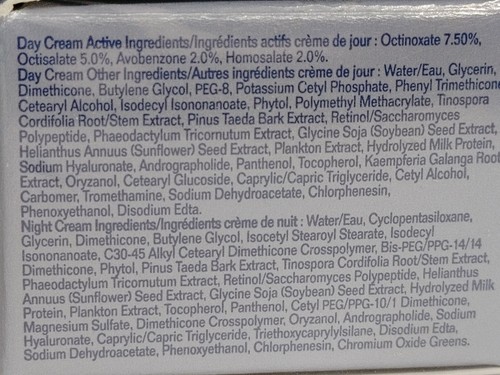 Day Cream Active Ingredients/Ingrédients actifs crème de jour : Octinoxate 7.50%,
Octisalate 5.0%, Avobenzone 2.0%, Homosalate 2.0%.
Day Cream Other Ingredients/Autres ingrédients crème de jour : Water/Eau, Glycerin,
Dimethicone, Butylene Glycol, PEG-8, Potassium Cetyl Phosphate, Phenyl Trimethicone
Cetearyl Alcohol, Isodecyl Isononanoate, Phytol, Polymethyl Methacrylate, Tinospora
Cordifolia Root/Stem Extract, Pinus Taeda Bark Extract, Retinol/Saccharomyces
Polypeptide, Phaeodactylum Tricornutum Extract, Glycine Soja (Soybean) Seed Extract,
Helianthus Annuus (Sunflower) Seed Extract, Plankton Extract, Hydrolyzed Milk Protein,
Sodium Hyaluronate, Andrographolide, Panthenol, Tocopherol, Kaempferia Galanga Root
Extract, Oryzanol, Cetearyl Glucoside, Caprylic/Capric Triglyceride, Cetyl Alcohol,
Carbomer, Tromethamine, Sodium Dehydroacetate, Chlorphenesin,
Phenoxyethanol, Disodium Edta.
Night Cream Ingredients/Ingrédients crème de nuit : Water/Eau, Cyclopentasiloxane,
Glycerin, Dimethicone, Butylene Glycol, Isocetyl Stearoyl Stearate, Isodecyl
Isononanoate, C30-45 Alkyl Cetearyl Dimethicone Crosspolymer, Bis-PEG/PPG-14/14
Dimethicone, Phytol, Pinus Taeda Bark Extract, Tinospora Cordifolia Root/Stem Extract,
Phaeodactylum Tricornutum Extract, Retinol/Saccharomyces Polypeptide, Helianthus
Annuus (Sunflower) Seed Extract, Glycine Soja (Soybean) Seed Extract, Hydrolyzed Milk
Protein, Plankton Extract, Tocopherol, Panthenol, Cetyl PEG/PPG-10/1 Dimethicone,
Magnesium Sulfate, Dimethicone Crosspolymer, Oryzanol, Andrographolide, Sodium
Hyaluronate, Caprylic/Capric Triglyceride, Triethoxycaprylylsilane, Disodium Edta,
Sodium Dehydroacetate, Phenoxyethanol, Chlorphenesin, Chromium Oxide Greens.